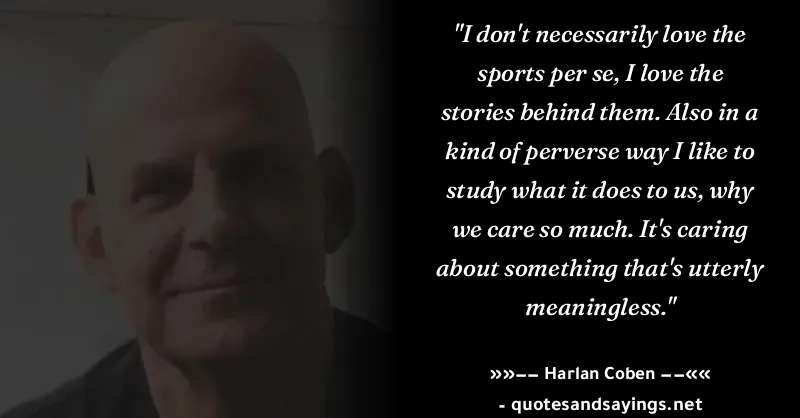 "I don't necessarily love the
sports per se, I love the
stories behind them. Also in a
kind of perverse way I like to
study what it does to us, why
we care so much. It's caring
about something that's utterly
meaningless."
»»–– Harlan Coben ––««
- quotesandsayings.net